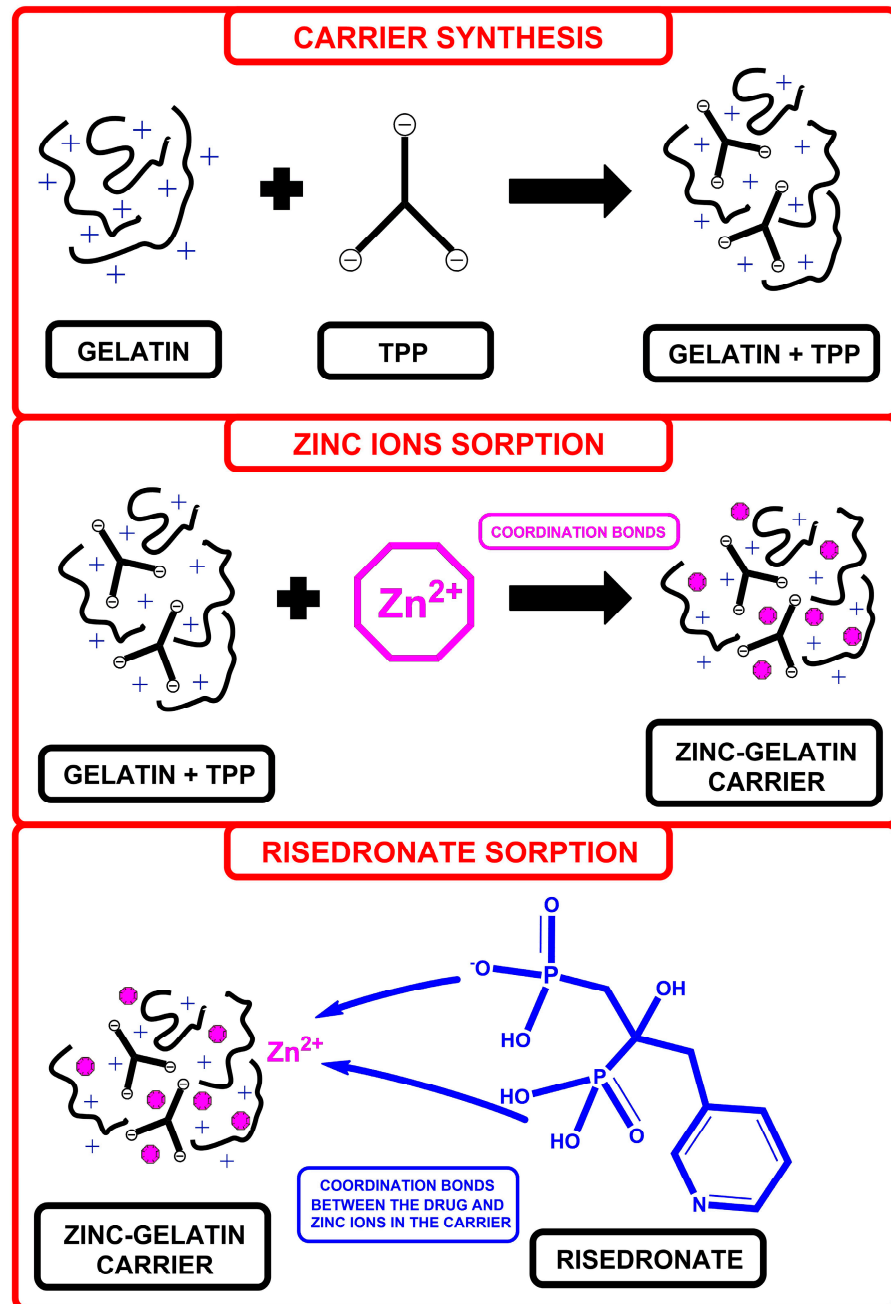 CARRIER SYNTHESIS
GELATIN
TPP
GELATIN + TPP
ZINC IONS SORPTION
COORDINATION BONDS
Zn2+
GELATIN + TPP
ZINC-GELATIN
CARRIER
RISEDRONATE SORPTION
O
-O
P
OH
HO
Zn2+
HO
P
HO
O
N
COORDINATION BONDS
BETWEEN THE DRUG AND
ZINC IONS IN THE CARRIER
ZINC-GELATIN
CARRIER
RISEDRONATE